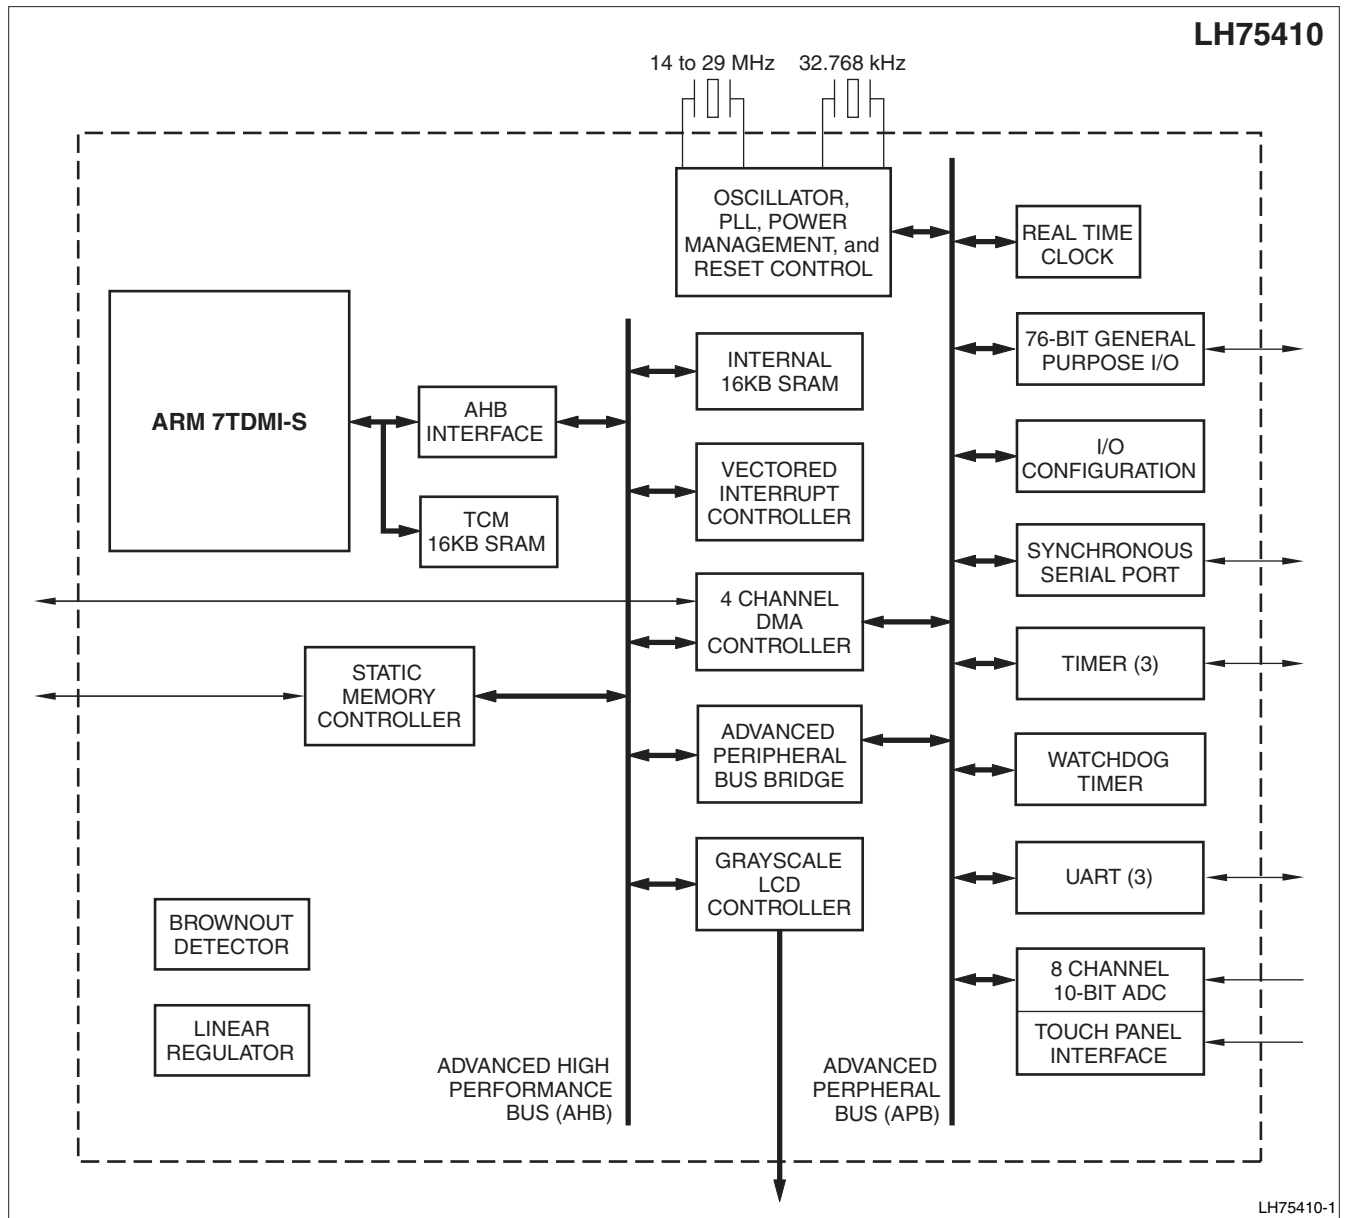 LH75410
14 to 29 MHz
32.768 kHz
OSCILLATOR,
PLL, POWER
MANAGEMENT, and
RESET CONTROL
REAL TIME
CLOCK
ARM 7TDMI-S
AHB
INTERFACE
TCM
16KB SRAM
INTERNAL
16KB SRAM
76-BIT GENERAL
PURPOSE I/O
VECTORED
INTERRUPT
CONTROLLER
I/O
CONFIGURATION
4 CHANNEL
DMA
CONTROLLER
SYNCHRONOUS
SERIAL PORT
STATIC
MEMORY
CONTROLLER
TIMER (3)
ADVANCED
PERIPHERAL
BUS BRIDGE
WATCHDOG
TIMER
GRAYSCALE
LCD
CONTROLLER
UART (3)
BROWNOUT
DETECTOR
8 CHANNEL
10-BIT ADC
LINEAR
REGULATOR
TOUCH PANEL
INTERFACE
ADVANCED HIGH
PERFORMANCE
BUS (AHB)
ADVANCED
PERPHERAL
BUS (APB)
LH75410-1